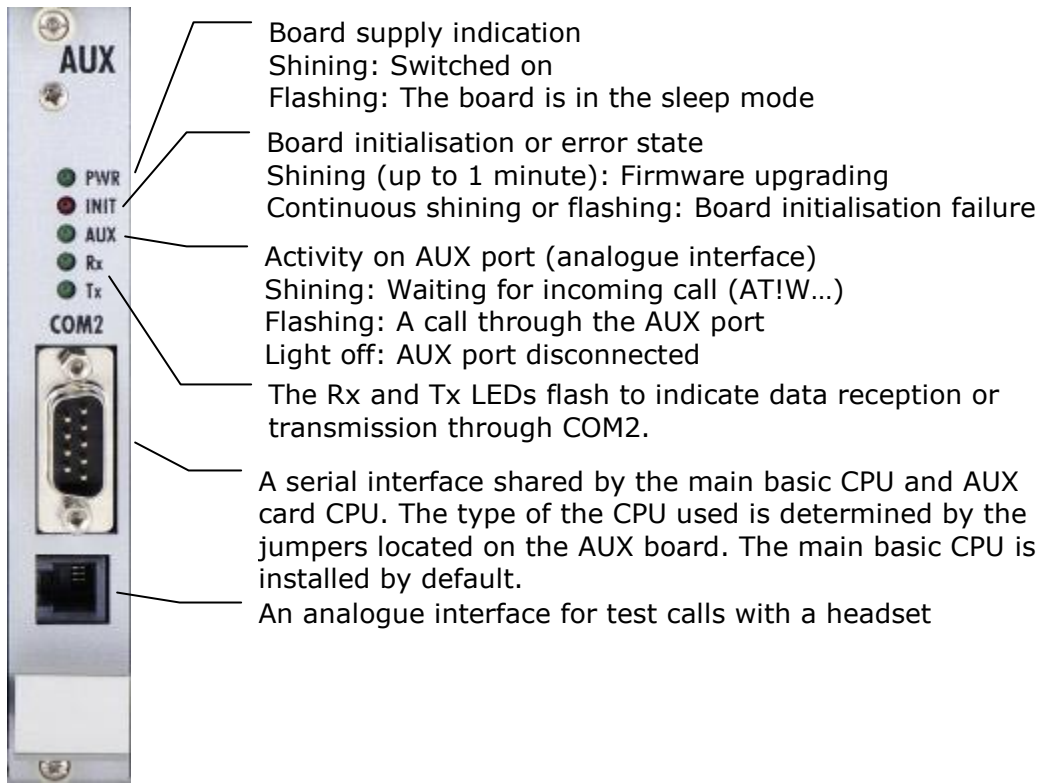 AUX
PWR
INIT
AUX
Rx
Tx
COM2
Board supply indication
Shining: Switched on
Flashing: The board is in the sleep mode
Board initialisation or error state
Shining (up to 1 minute): Firmware upgrading
Continuous shining or flashing: Board initialisation failure
Activity on AUX port (analogue interface)
Shining: Waiting for incoming call (AT!W…)
Flashing: A call through the AUX port
Light off: AUX port disconnected
The Rx and Tx LEDs flash to indicate data reception or
transmission through COM2.
A serial interface shared by the main basic CPU and AUX
card CPU. The type of the CPU used is determined by the
jumpers located on the AUX board. The main basic CPU is
installed by default.
An analogue interface for test calls with a headset